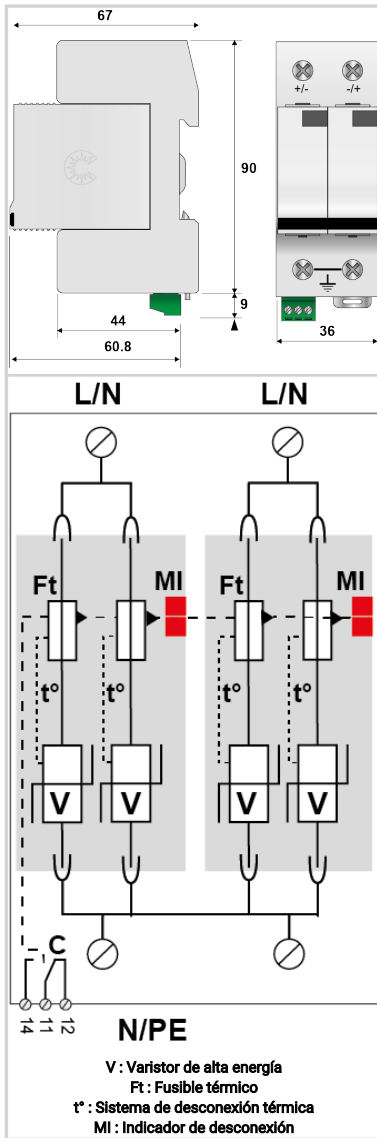 67
+/-
-/+
90
9
44
36
60.8
L/N L/N
Ft MI Ft MI
t° t° t° t°
V V V V
C
14 11 12
N/PE
V : Varistor de alta energía
Ft : Fusible térmico
t° : Sistema de desconexión térmica
MI : Indicador de desconexión